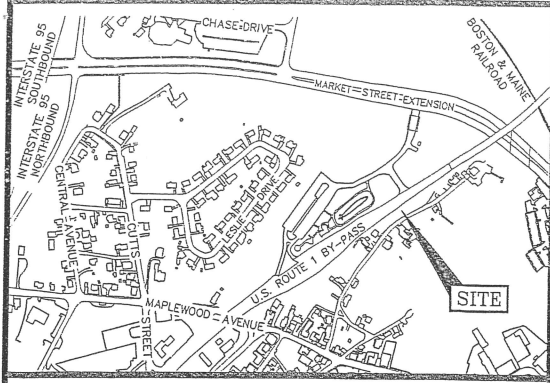 CHASE DRIVE
INTERSTATE 95
SOUTHBOUND
INTERSTATE 95
NORTHBOUND
BOSTON & MAINE
RAILROAD
MARKET STREET EXTENSION
CENTRAL AVENUE
CUTTS
STREET
LESLIE DRIVE
U.S. ROUTE 1 BY-PASS
MAPLEWOOD AVENUE
SITE